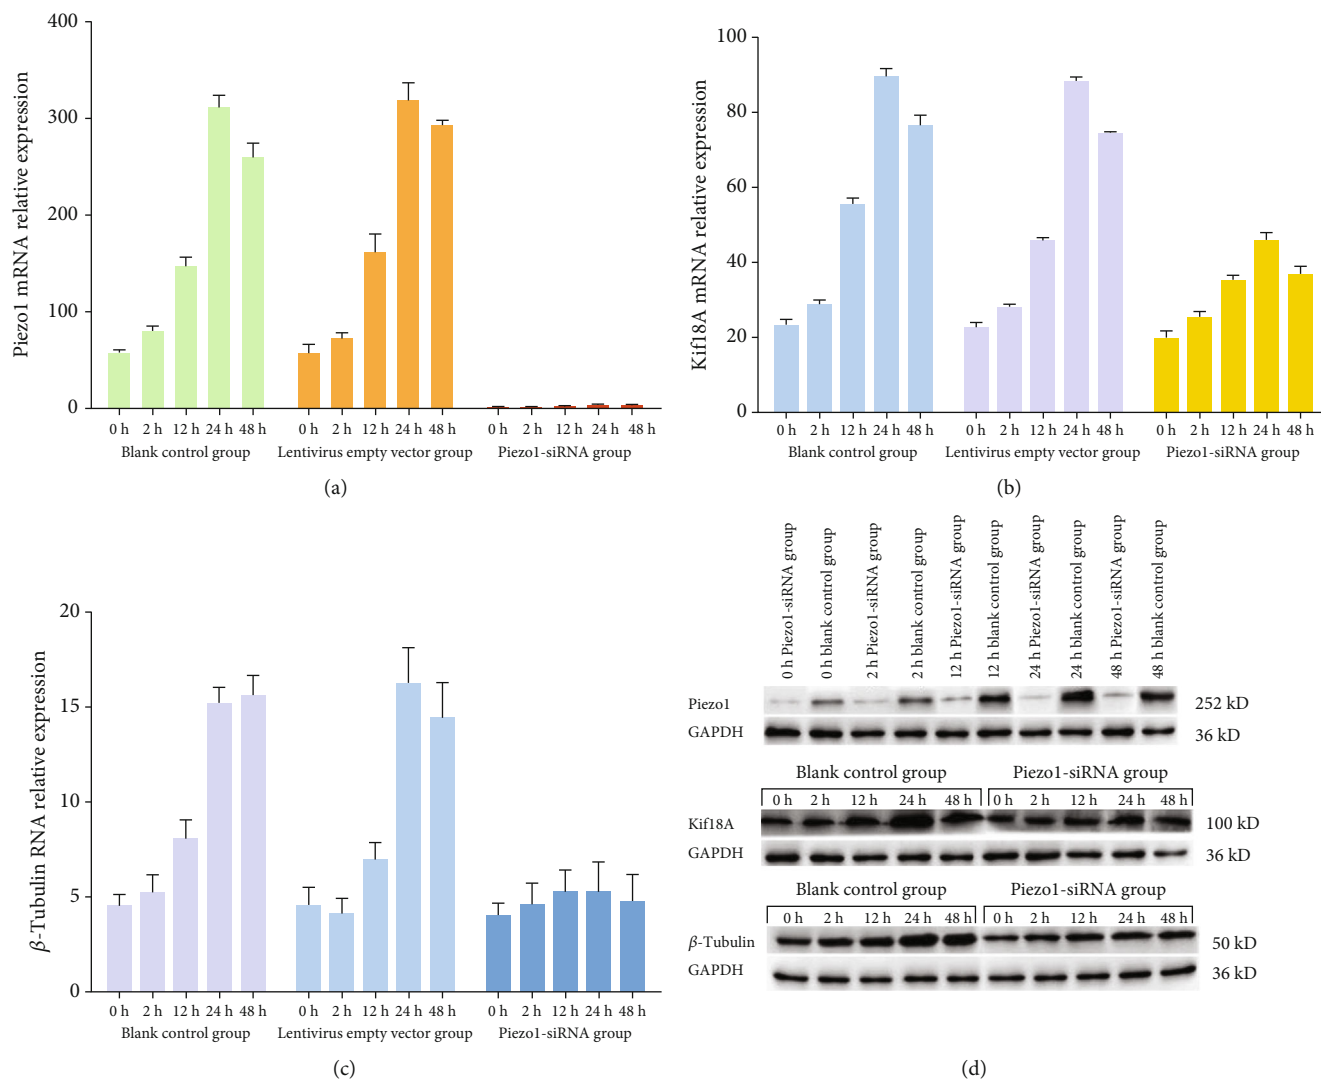 Piezo1 mRNA relative expression
400
300
200
100
0
0 h 2 h 12 h 24 h 48 h 0 h 2 h 12 h 24 h 48 h 0 h 2 h 12 h 24 h 48 h
Blank control group Lentivirus empty vector group Piezo1-siRNA group
(a)
Kif18A mRNA relative expression
100
80
60
40
20
0
0 h 2 h 12 h 24 h 48 h 0 h 2 h 12 h 24 h 48 h 0 h 2 h 12 h 24 h 48 h
Blank control group Lentivirus empty vector group Piezo1-siRNA group
(b)
β-Tubulin RNA relative expression
20
15
10
5
0
0 h 2 h 12 h 24 h 48 h 0 h 2 h 12 h 24 h 48 h 0 h 2 h 12 h 24 h 48 h
Blank control group Lentivirus empty vector group Piezo1-siRNA group
(c)
0 h Piezo1-siRNA group
0 h blank control group
2 h Piezo1-siRNA group
2 h blank control group
12 h Piezo1-siRNA group
12 h blank control group
24 h Piezo1-siRNA group
24 h blank control group
48 h Piezo1-siRNA group
48 h blank control group
Piezo1 252 kD
GAPDH 36 kD
Blank control group Piezo1-siRNA group
0 h 2 h 12 h 24 h 48 h 0 h 2 h 12 h 24 h 48 h
Kif18A 100 kD
GAPDH 36 kD
Blank control group Piezo1-siRNA group
0 h 2 h 12 h 24 h 48 h 0 h 2 h 12 h 24 h 48 h
β-Tubulin 50 kD
GAPDH 36 kD
(d)